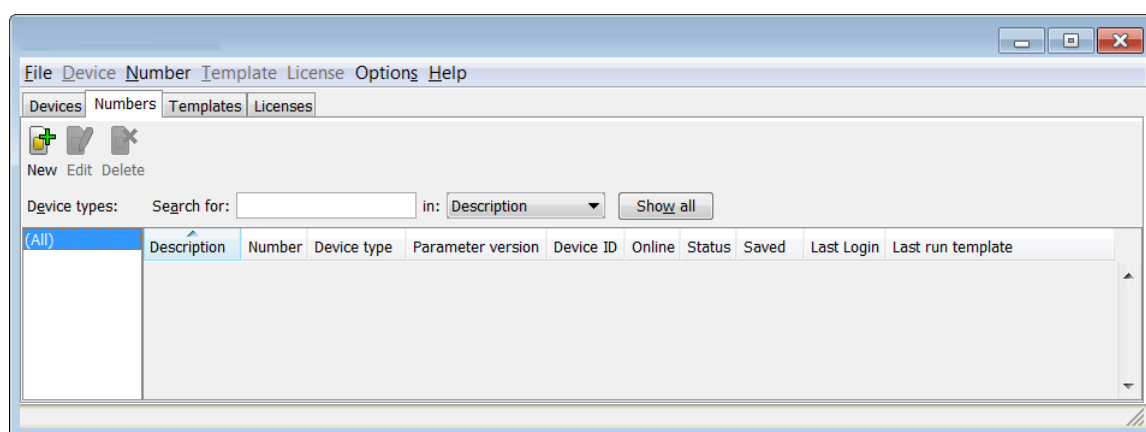 File Device Number Template License Options Help
Devices Numbers Templates Licenses
New Edit Delete
Device types: Search for: in: Description Show all
(All) Description Number Device type Parameter version Device ID Online Status Saved Last Login Last run template